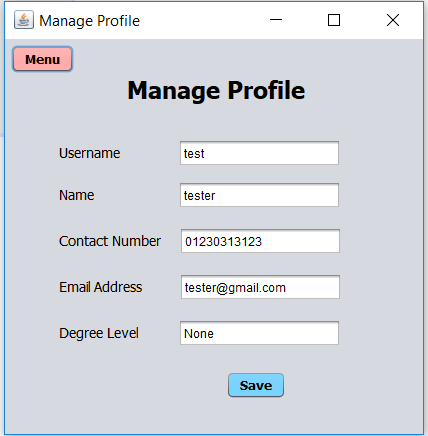 Manage Profile
Menu
Manage Profile
Username test
Name tester
Contact Number 01230313123
Email Address tester@gmail.com
Degree Level None
Save